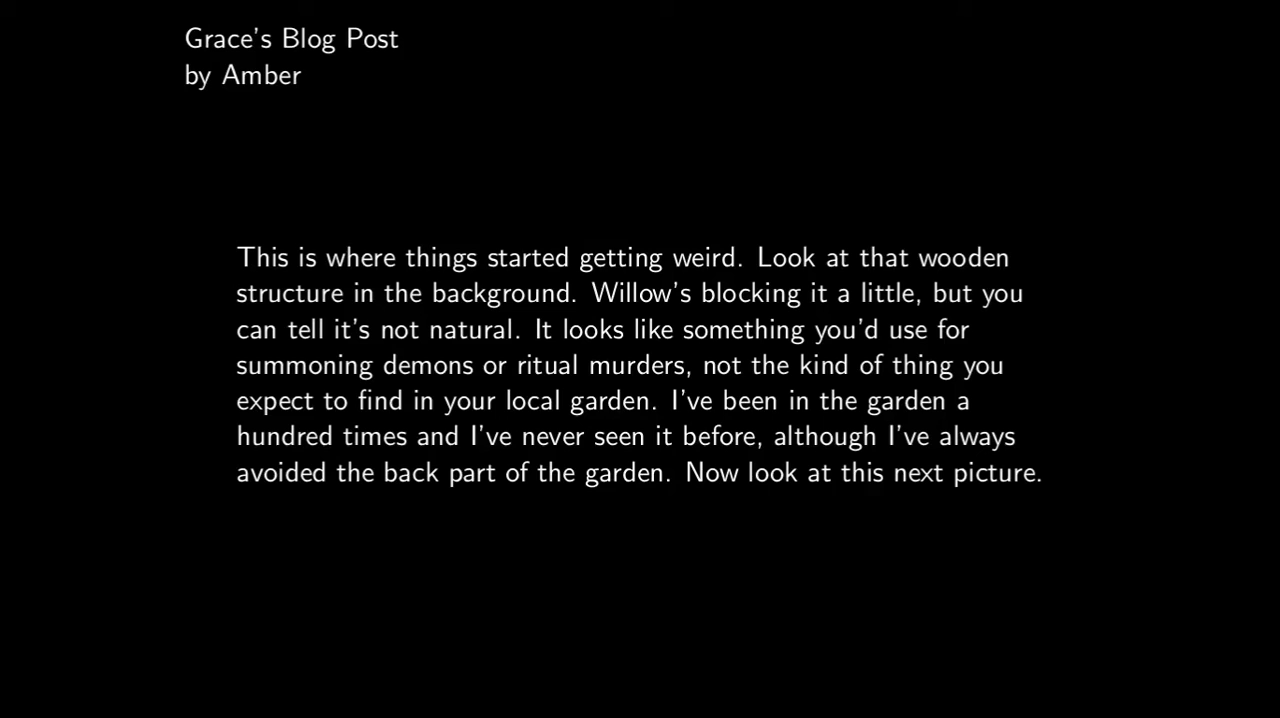 Grace's Blog Post
by Amber
This is where things started getting weird. Look at that wooden
structure in the background. Willow's blocking it a little, but you
can tell it's not natural. It looks like something you'd use for
summoning demons or ritual murders, not the kind of thing you
expect to find in your local garden. I've been in the garden a
hundred times and I've never seen it before, although I've always
avoided the back part of the garden. Now look at this next picture.